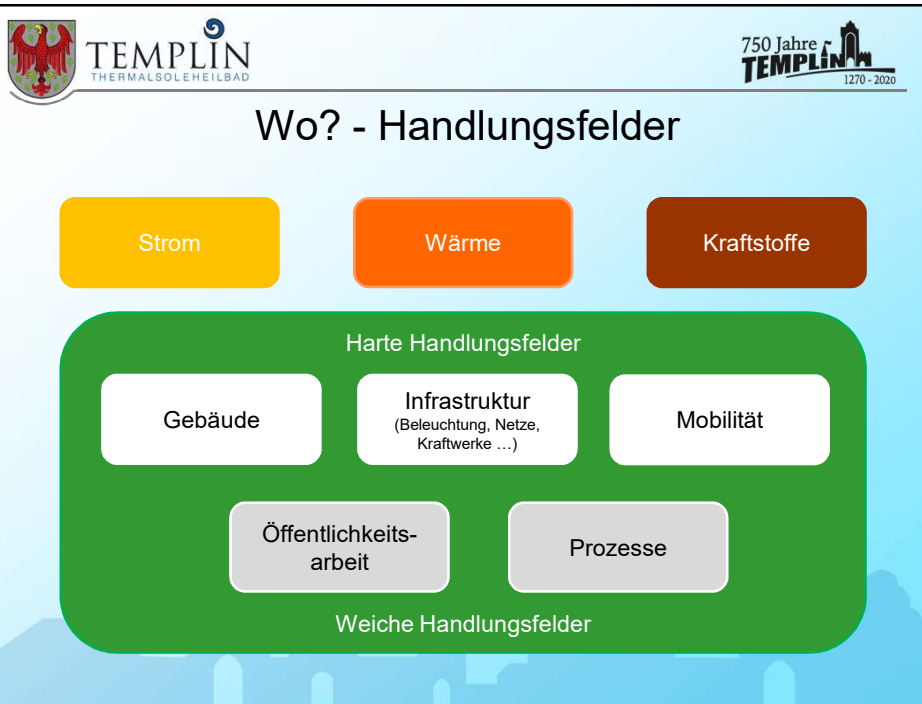 TEMPLIN
THERMALSOLEHEILBAD
750 Jahre
TEMPLIN
1270 - 2020
Wo? - Handlungsfelder
Strom
Wärme
Kraftstoffe
Harte Handlungsfelder
Gebäude
Infrastruktur
(Beleuchtung, Netze,
Kraftwerke …)
Mobilität
Öffentlichkeits-
arbeit
Prozesse
Weiche Handlungsfelder